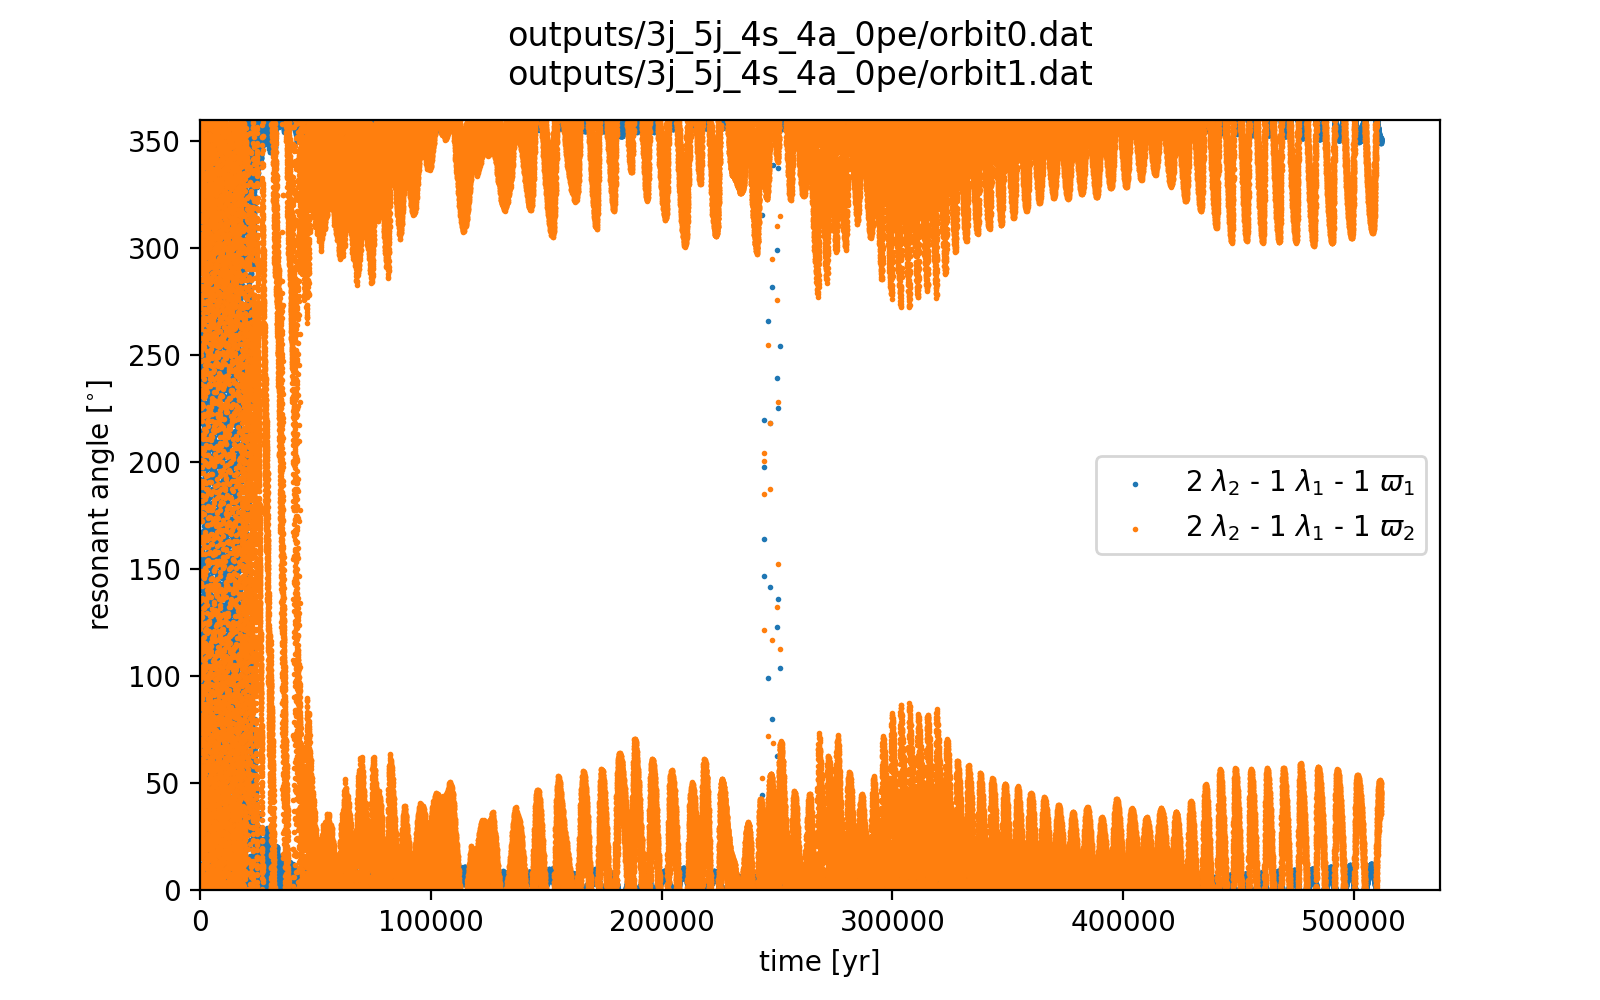 outputs/3j_5j_4s_4a_0pe/orbit0.dat
outputs/3j_5j_4s_4a_0pe/orbit1.dat
350
300
250
200
150
100
50
0
resonant angle [°]
2 λ₂ - 1 λ₁ - 1 ϖ₁
2 λ₂ - 1 λ₁ - 1 ϖ₂
0
100000
200000
300000
400000
500000
time [yr]